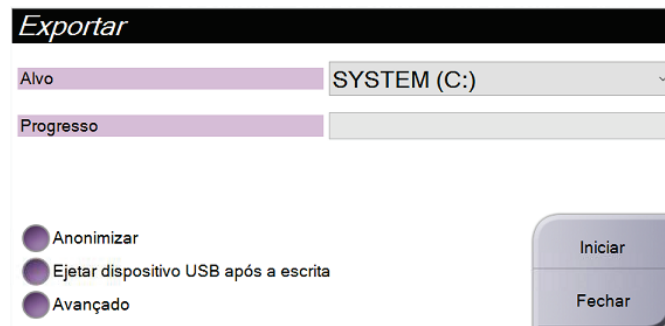 Exportar
Alvo SYSTEM (C:)
Progresso
Anonimizar
Ejetar dispositivo USB após a escrita
Avançado
Iniciar
Fechar